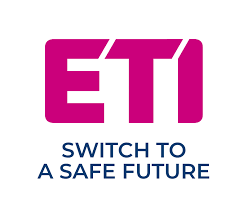 ETI
SWITCH TO
A SAFE FUTURE